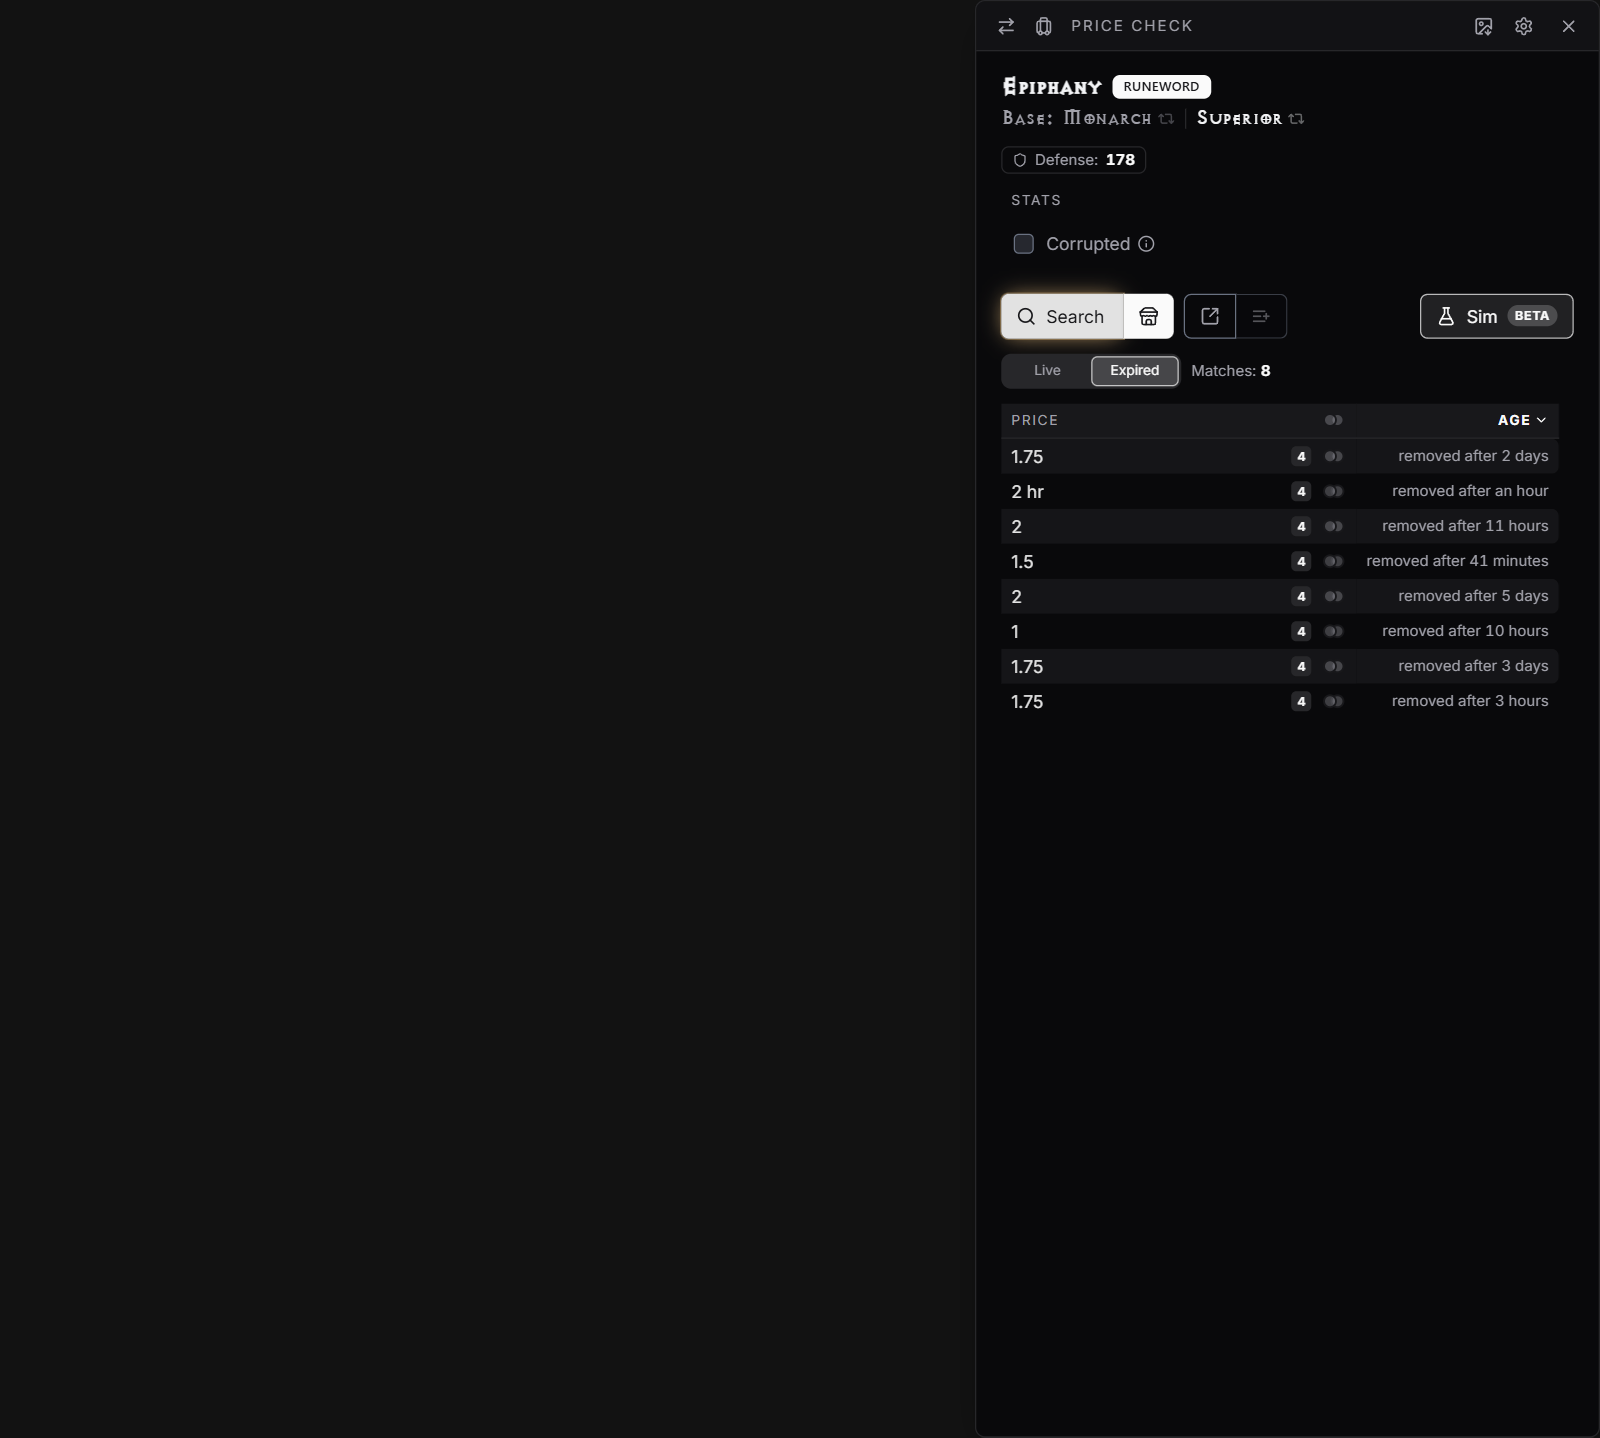 PRICE CHECK
Epiphany RUNEWORD
Base: Monarch Superior
Defense: 178
STATS
Corrupted
Search Sim BETA
Live Expired Matches: 8
PRICE AGE
1.75 4 removed after 2 days
2 hr 4 removed after an hour
2 4 removed after 11 hours
1.5 4 removed after 41 minutes
2 4 removed after 5 days
1 4 removed after 10 hours
1.75 4 removed after 3 days
1.75 4 removed after 3 hours